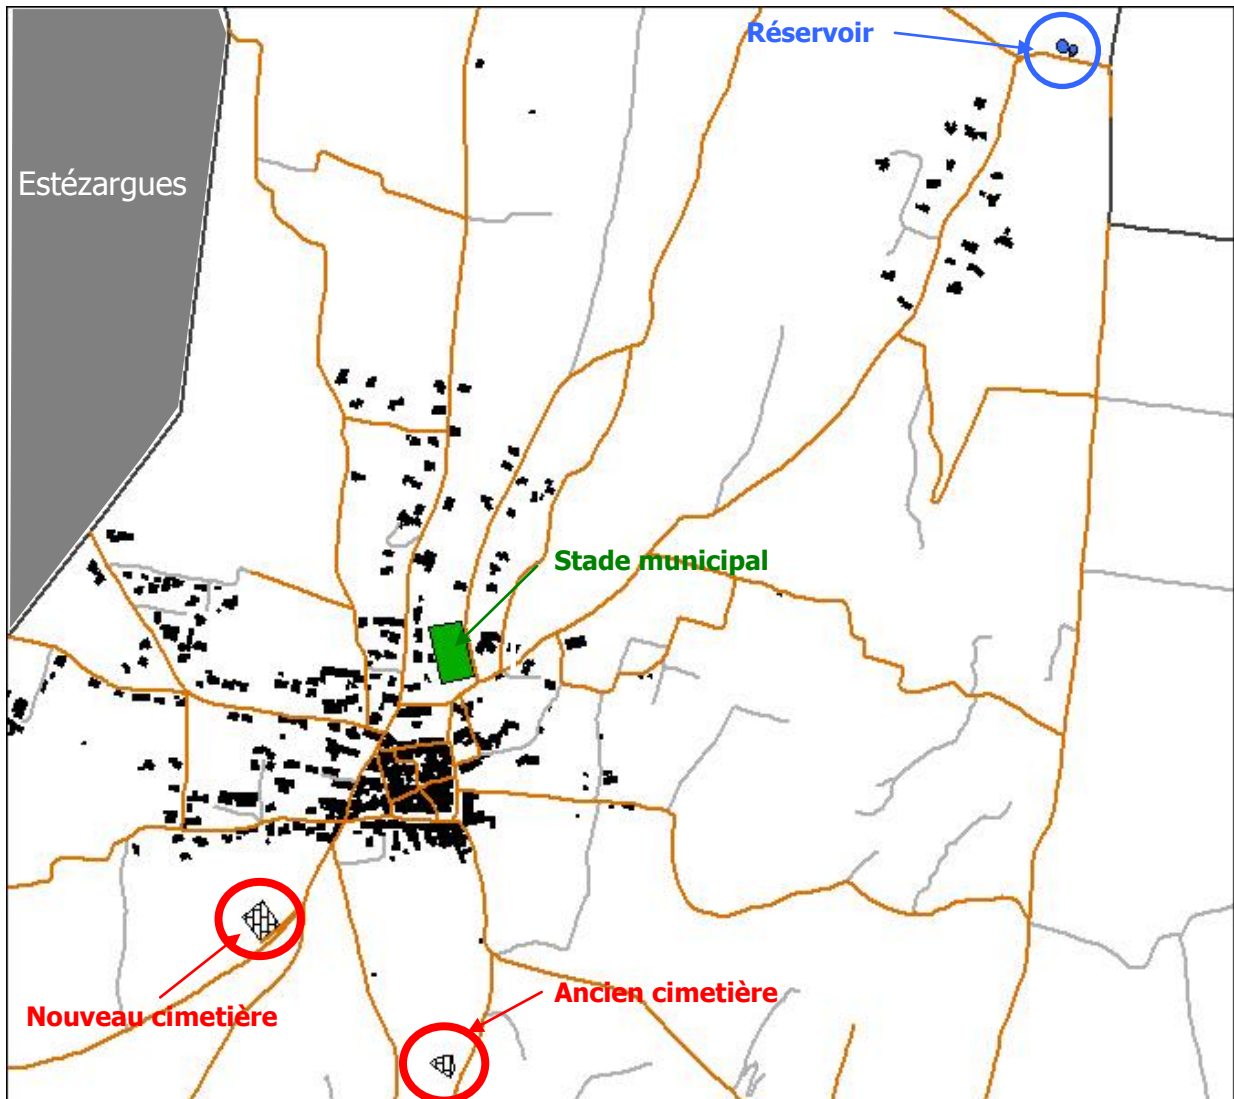 Réservoir
Estézargues
Stade municipal
Ancien cimetière
Nouveau cimetière